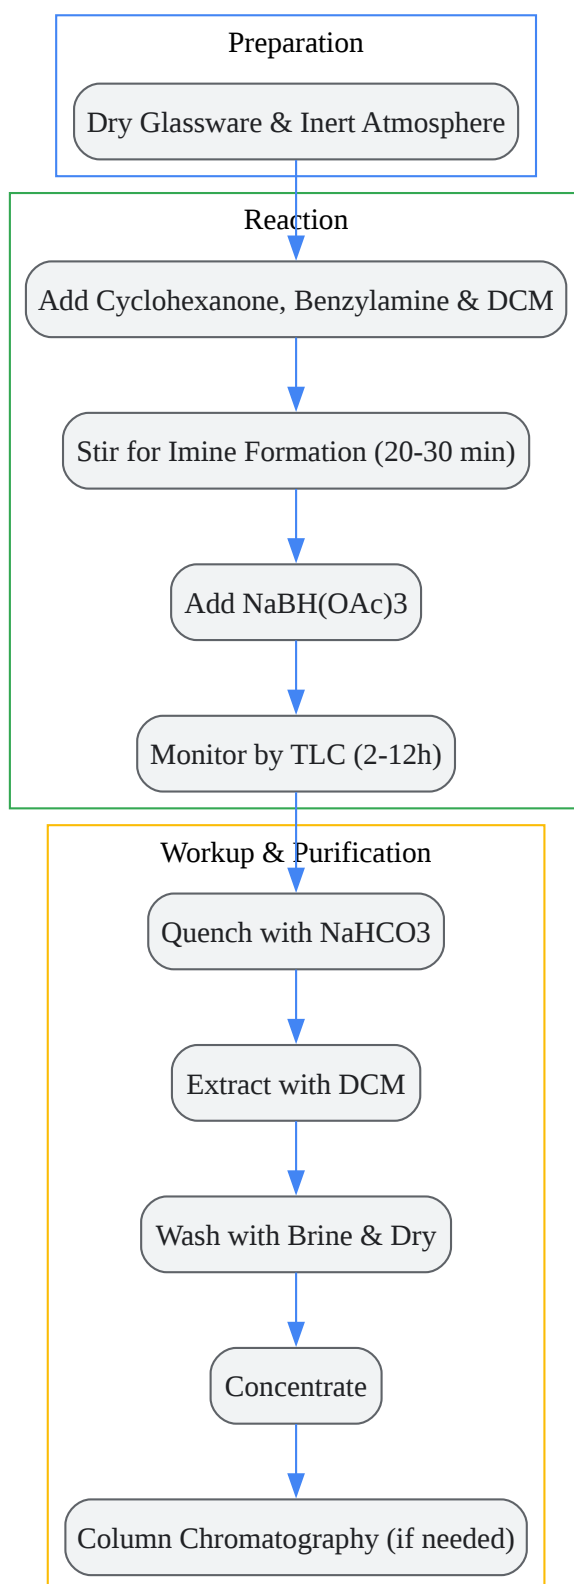 Preparation
Dry Glassware & Inert Atmosphere
Reaction
Add Cyclohexanone, Benzylamine & DCM
Stir for Imine Formation (20-30 min)
Add NaBH(OAc)3
Monitor by TLC (2-12h)
Workup & Purification
Quench with NaHCO3
Extract with DCM
Wash with Brine & Dry
Concentrate
Column Chromatography (if needed)